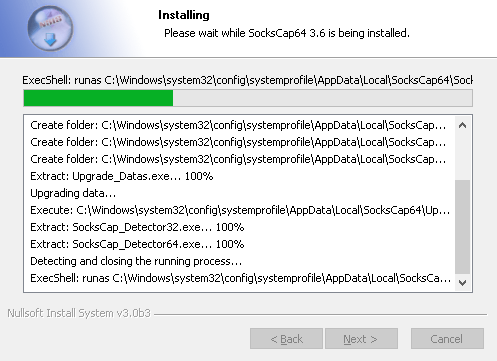 Installing
Please wait while SocksCap64 3.6 is being installed.
ExecShell: runas C:\Windows\system32\config\systemprofile\AppData\Local\SocksCap64\Sock
Create folder: C:\Windows\system32\config\systemprofile\AppData\Local\SocksCap...
Create folder: C:\Windows\system32\config\systemprofile\AppData\Local\SocksCap...
Create folder: C:\Windows\system32\config\systemprofile\AppData\Local\SocksCap...
Extract: Upgrade_Datas.exe... 100%
Upgrading data...
Execute: C:\Windows\system32\config\systemprofile\AppData\Local\SocksCap64\Up...
Extract: SocksCap_Detector32.exe... 100%
Extract: SocksCap_Detector64.exe... 100%
Detecting and closing the running process...
ExecShell: runas C:\Windows\system32\config\systemprofile\AppData\Local\SocksCa...
Nullsoft Install System v3.0b3
< Back Next > Cancel